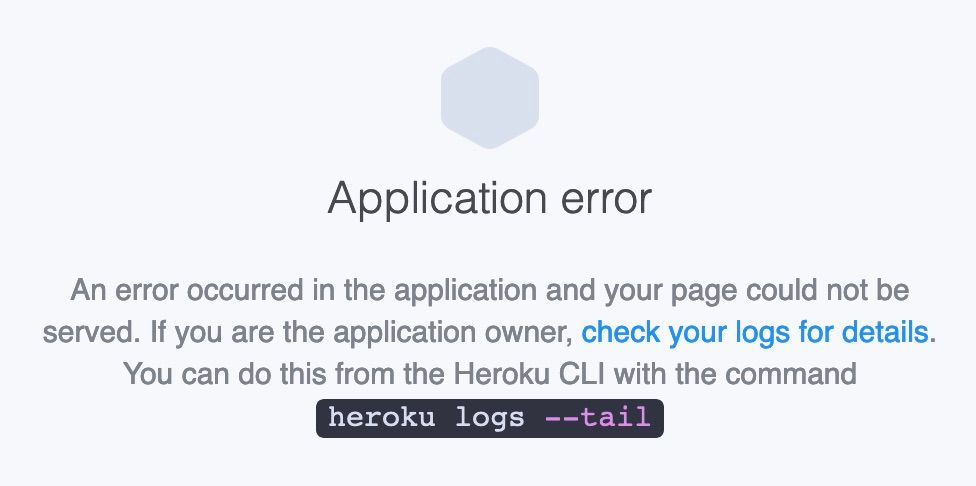 Application error
An error occurred in the application and your page could not be
served. If you are the application owner, check your logs for details.
You can do this from the Heroku CLI with the command
heroku logs --tail